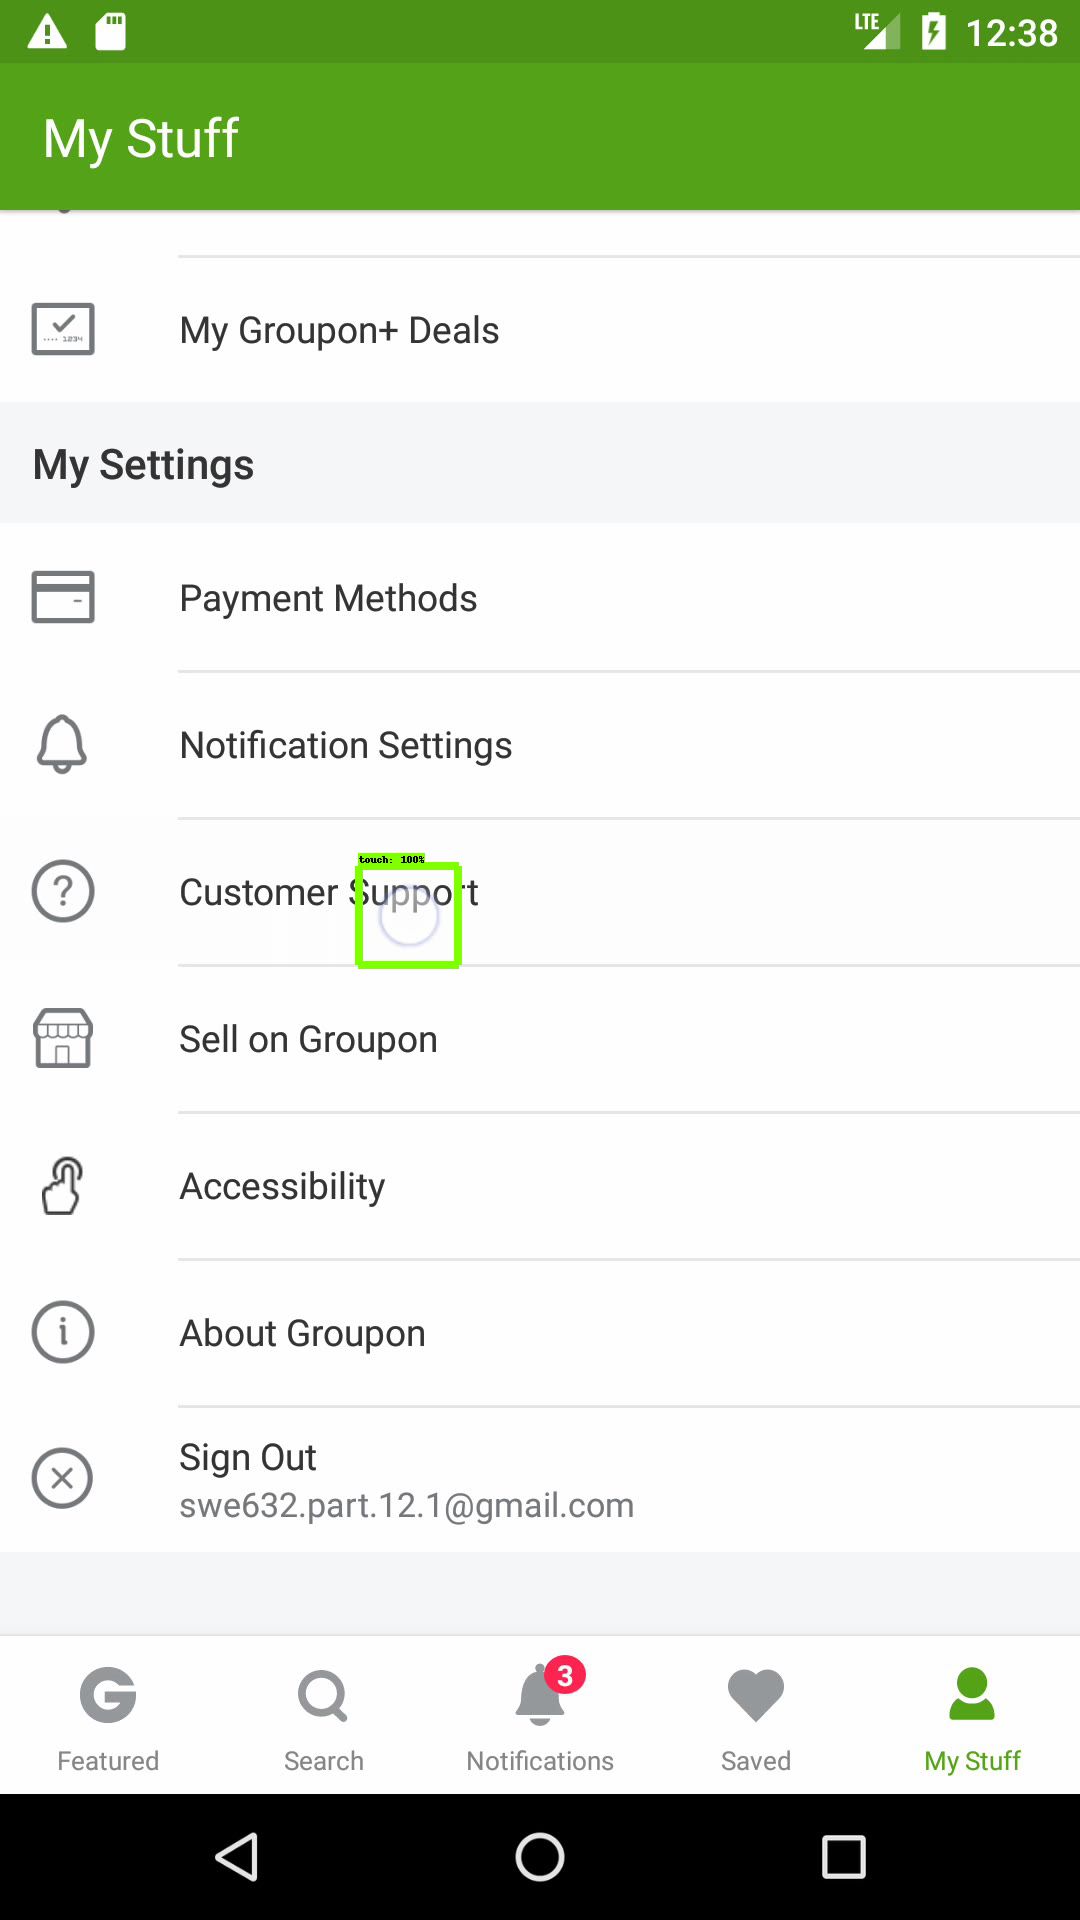 LTE 12:38
My Stuff
1234
My Groupon+ Deals
My Settings
Payment Methods
Notification Settings
touch: 100%
Customer Support
Sell on Groupon
Accessibility
About Groupon
Sign Out
swe632.part.12.1@gmail.com
3
Featured Search Notifications Saved My Stuff